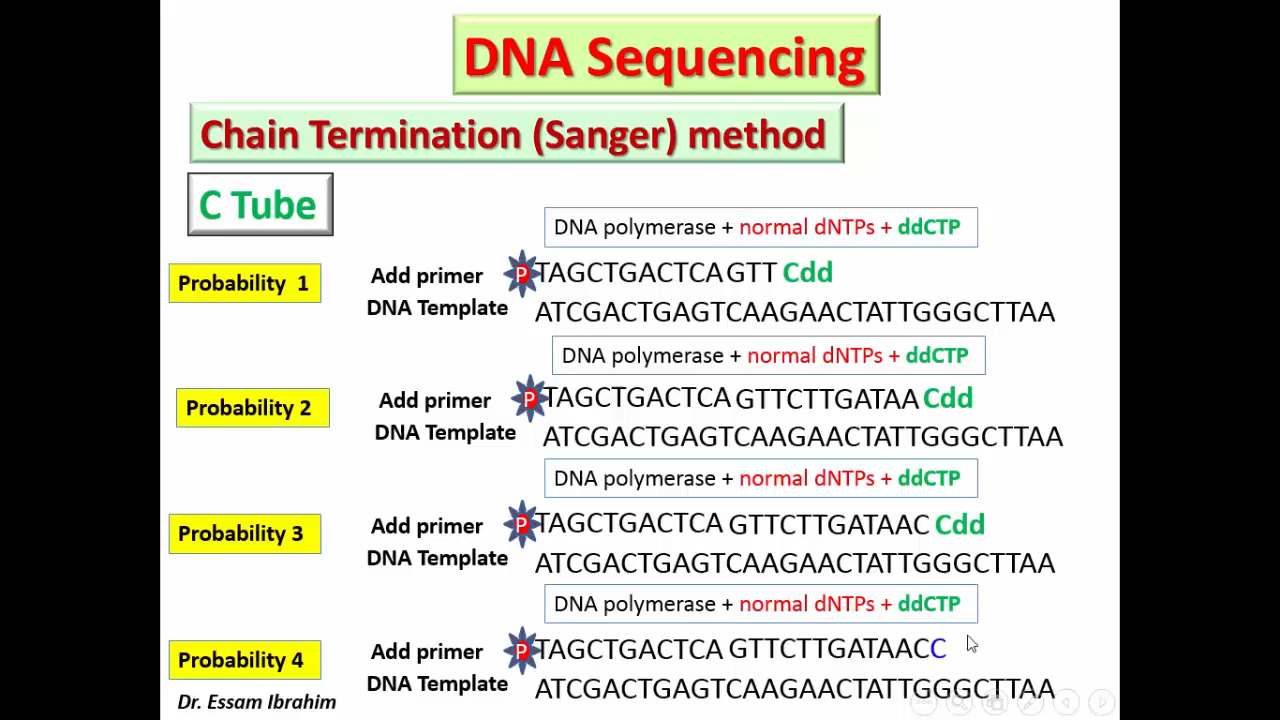 DNA Sequencing
Chain Termination (Sanger) method
C Tube
DNA polymerase + normal dNTPs + ddCTP
Probability 1
Add primer
P TAGCTGACTCA GTT Cdd
DNA Template
ATCGACTGAGTCAAGAACTATTGGGCTTAA
DNA polymerase + normal dNTPs + ddCTP
Probability 2
Add primer
P TAGCTGACTCA GTTCTTGATAA Cdd
DNA Template
ATCGACTGAGTCAAGAACTATTGGGCTTAA
DNA polymerase + normal dNTPs + ddCTP
Probability 3
Add primer
P TAGCTGACTCA GTTCTTGATAAC Cdd
DNA Template
ATCGACTGAGTCAAGAACTATTGGGCTTAA
DNA polymerase + normal dNTPs + ddCTP
Probability 4
Add primer
P TAGCTGACTCA GTTCTTGATAACC
DNA Template
ATCGACTGAGTCAAGAACTATTGGGCTTAA
Dr. Essam Ibrahim